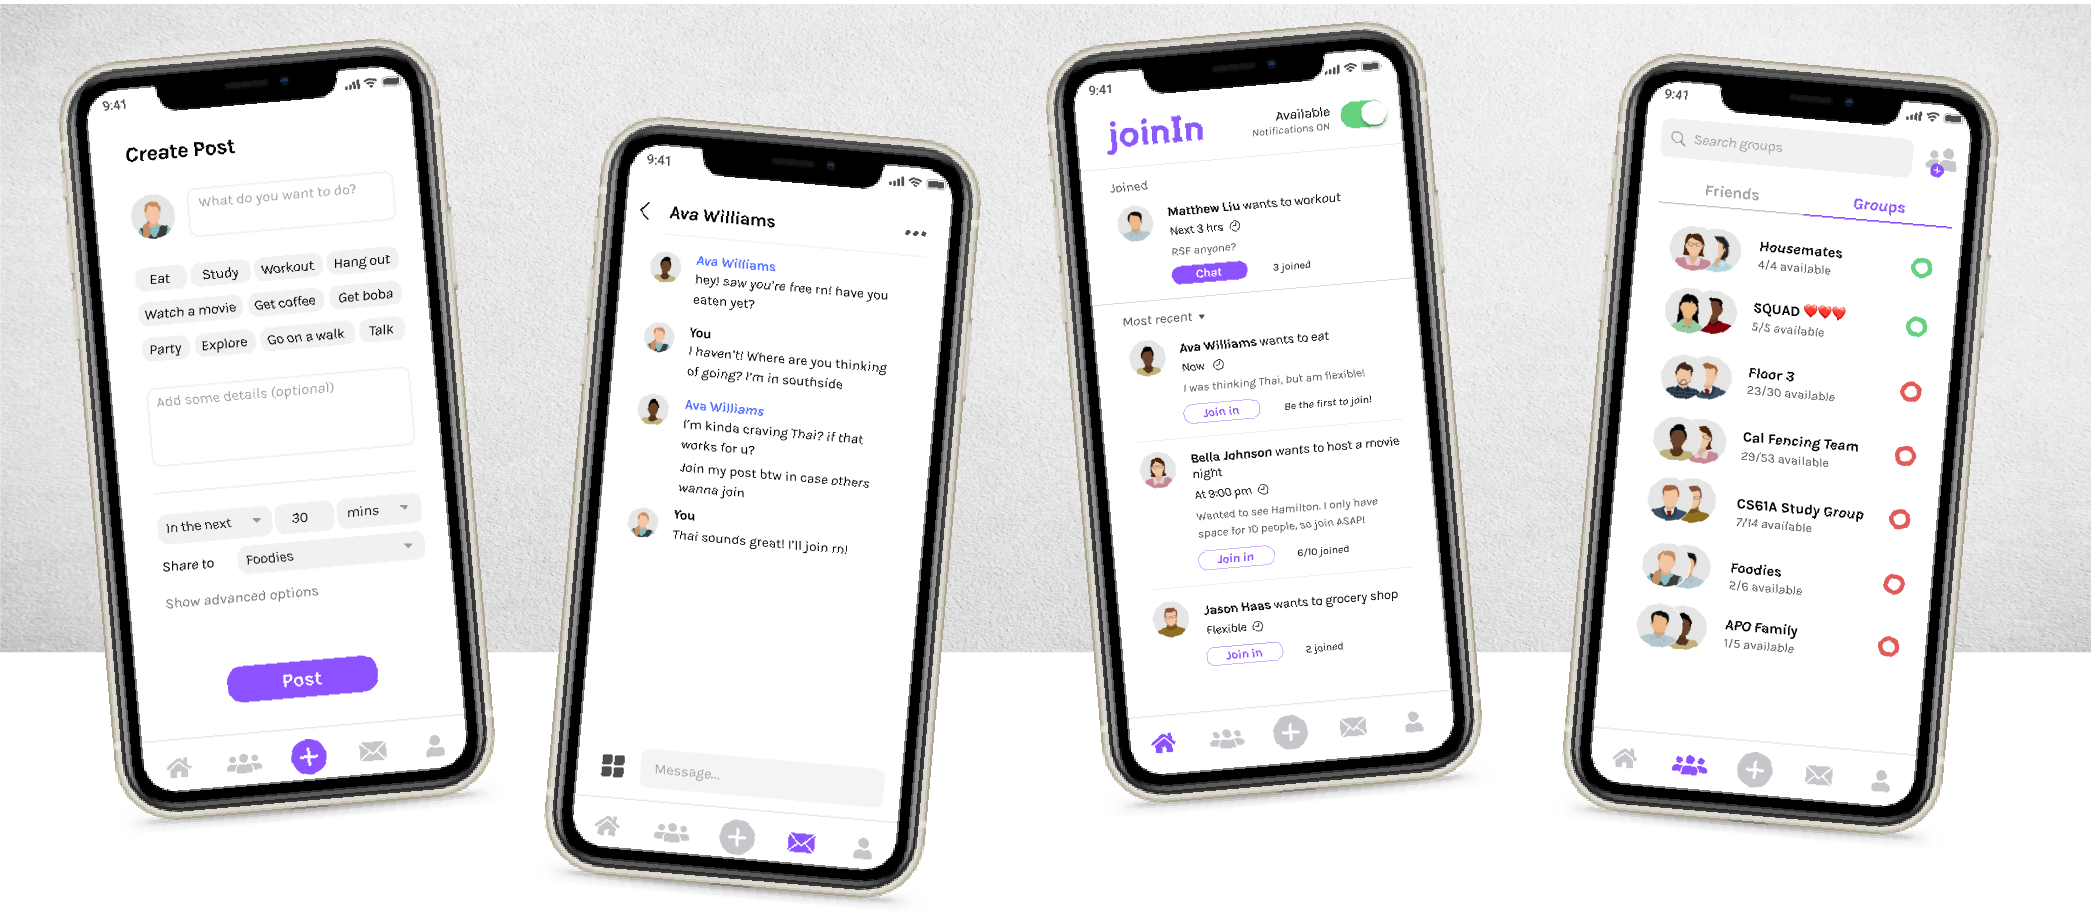 9:41
Create Post
What do you want to do?
Eat
Study
Workout
Hang out
Watch a movie
Get coffee
Get boba
Party
Explore
Go on a walk
Talk
Add some details (optional)
In the next
30
mins
Share to
Foodies
Show advanced options
Post
9:41
Ava Williams
Ava Williams
hey! saw you're free rn! have you
eaten yet?
You
I haven't! Where are you thinking
of going? I'm in southside
Ava Williams
I'm kinda craving Thai? if that
works for u?
Join my post btw in case others
wanna join
You
Thai sounds great! I'll join rn!
Message...
9:41
joinIn
Available
Notifications ON
Joined
Matthew Liu wants to workout
Next 3 hrs
RSF anyone?
Chat
3 joined
Most recent
Ava Williams wants to eat
Now
I was thinking Thai, but am flexible!
Join in
Be the first to join!
Bella Johnson wants to host a movie
night
At 9:00 pm
Wanted to see Hamilton. I only have
space for 10 people, so join ASAP!
Join in
6/10 joined
Jason Haas wants to grocery shop
Flexible
Join in
2 joined
9:41
Search groups
Friends
Groups
Housemates
4/4 available
SQUAD ❤️❤️❤️
5/5 available
Floor 3
23/30 available
Cal Fencing Team
29/53 available
CS61A Study Group
7/14 available
Foodies
2/6 available
APO Family
1/5 available